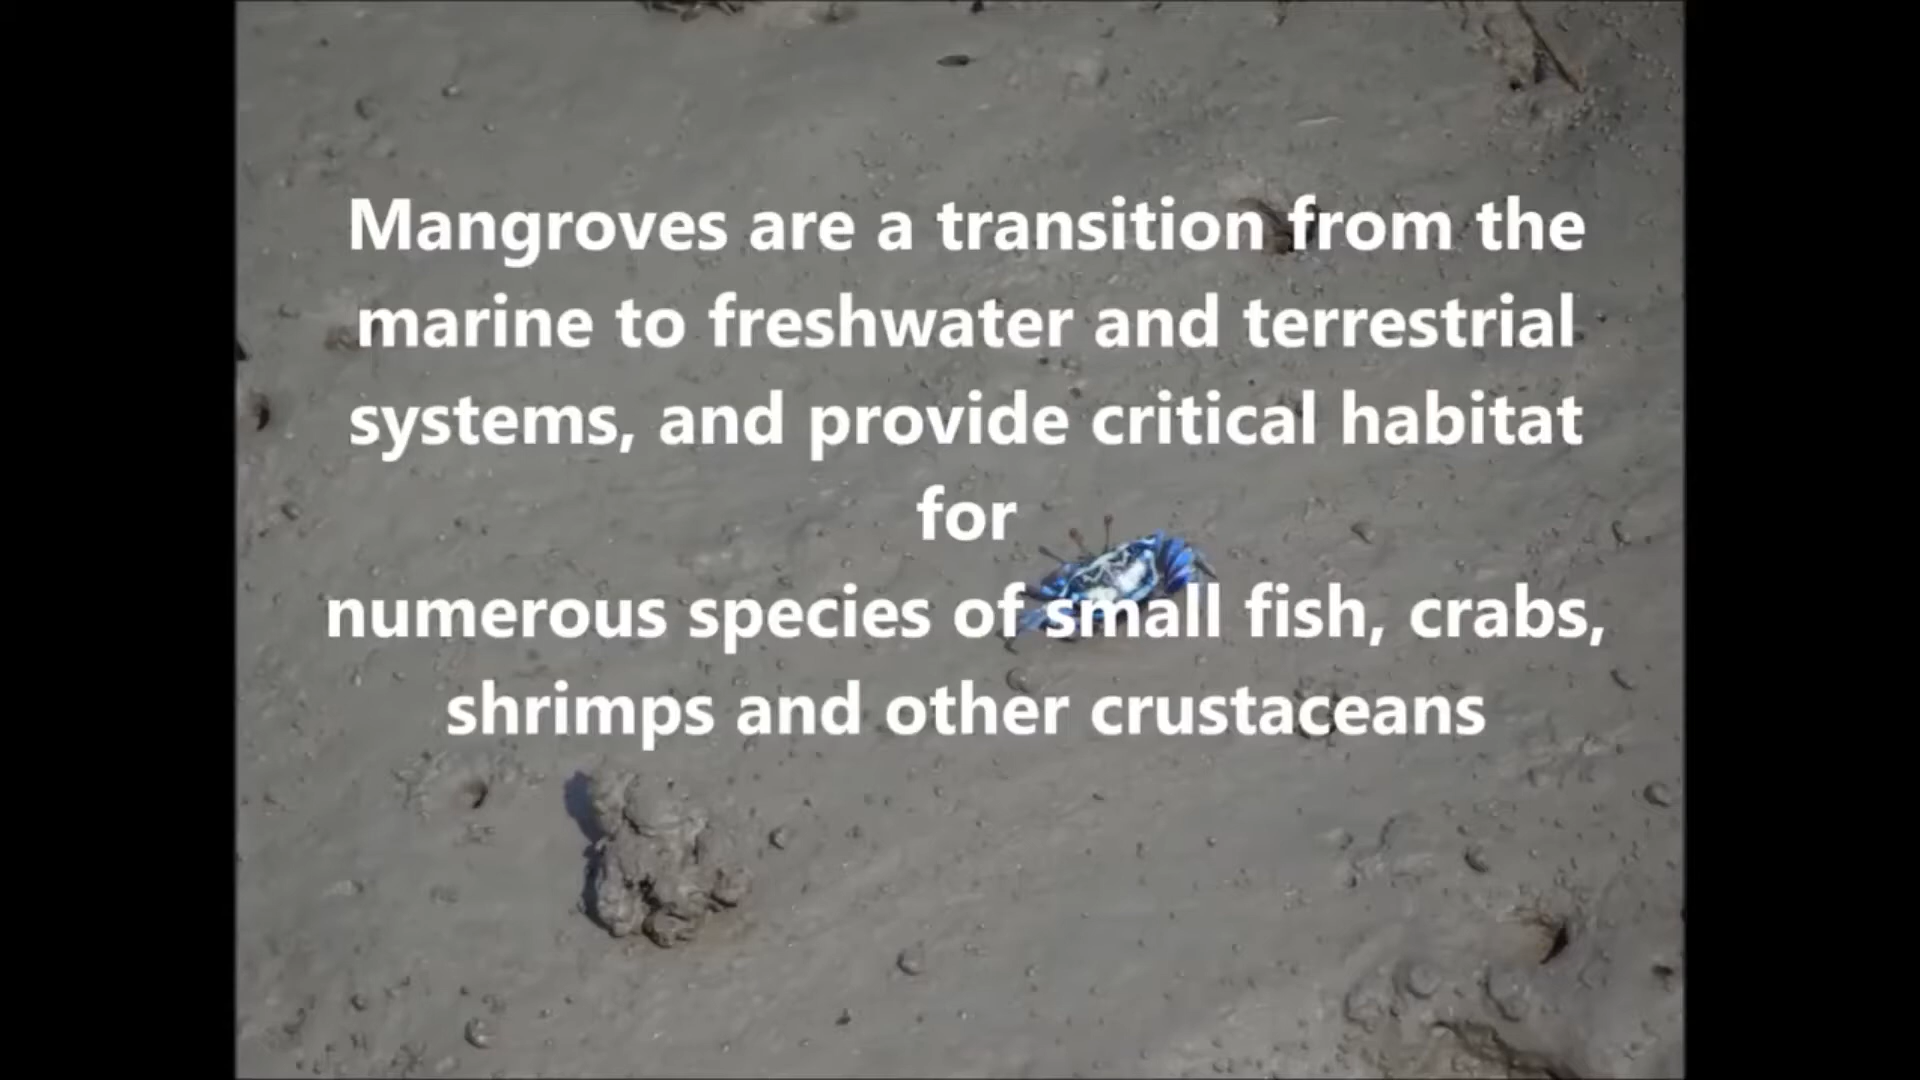 Mangroves are a transition from the
marine to freshwater and terrestrial
systems, and provide critical habitat
for
numerous species of small fish, crabs,
shrimps and other crustaceans